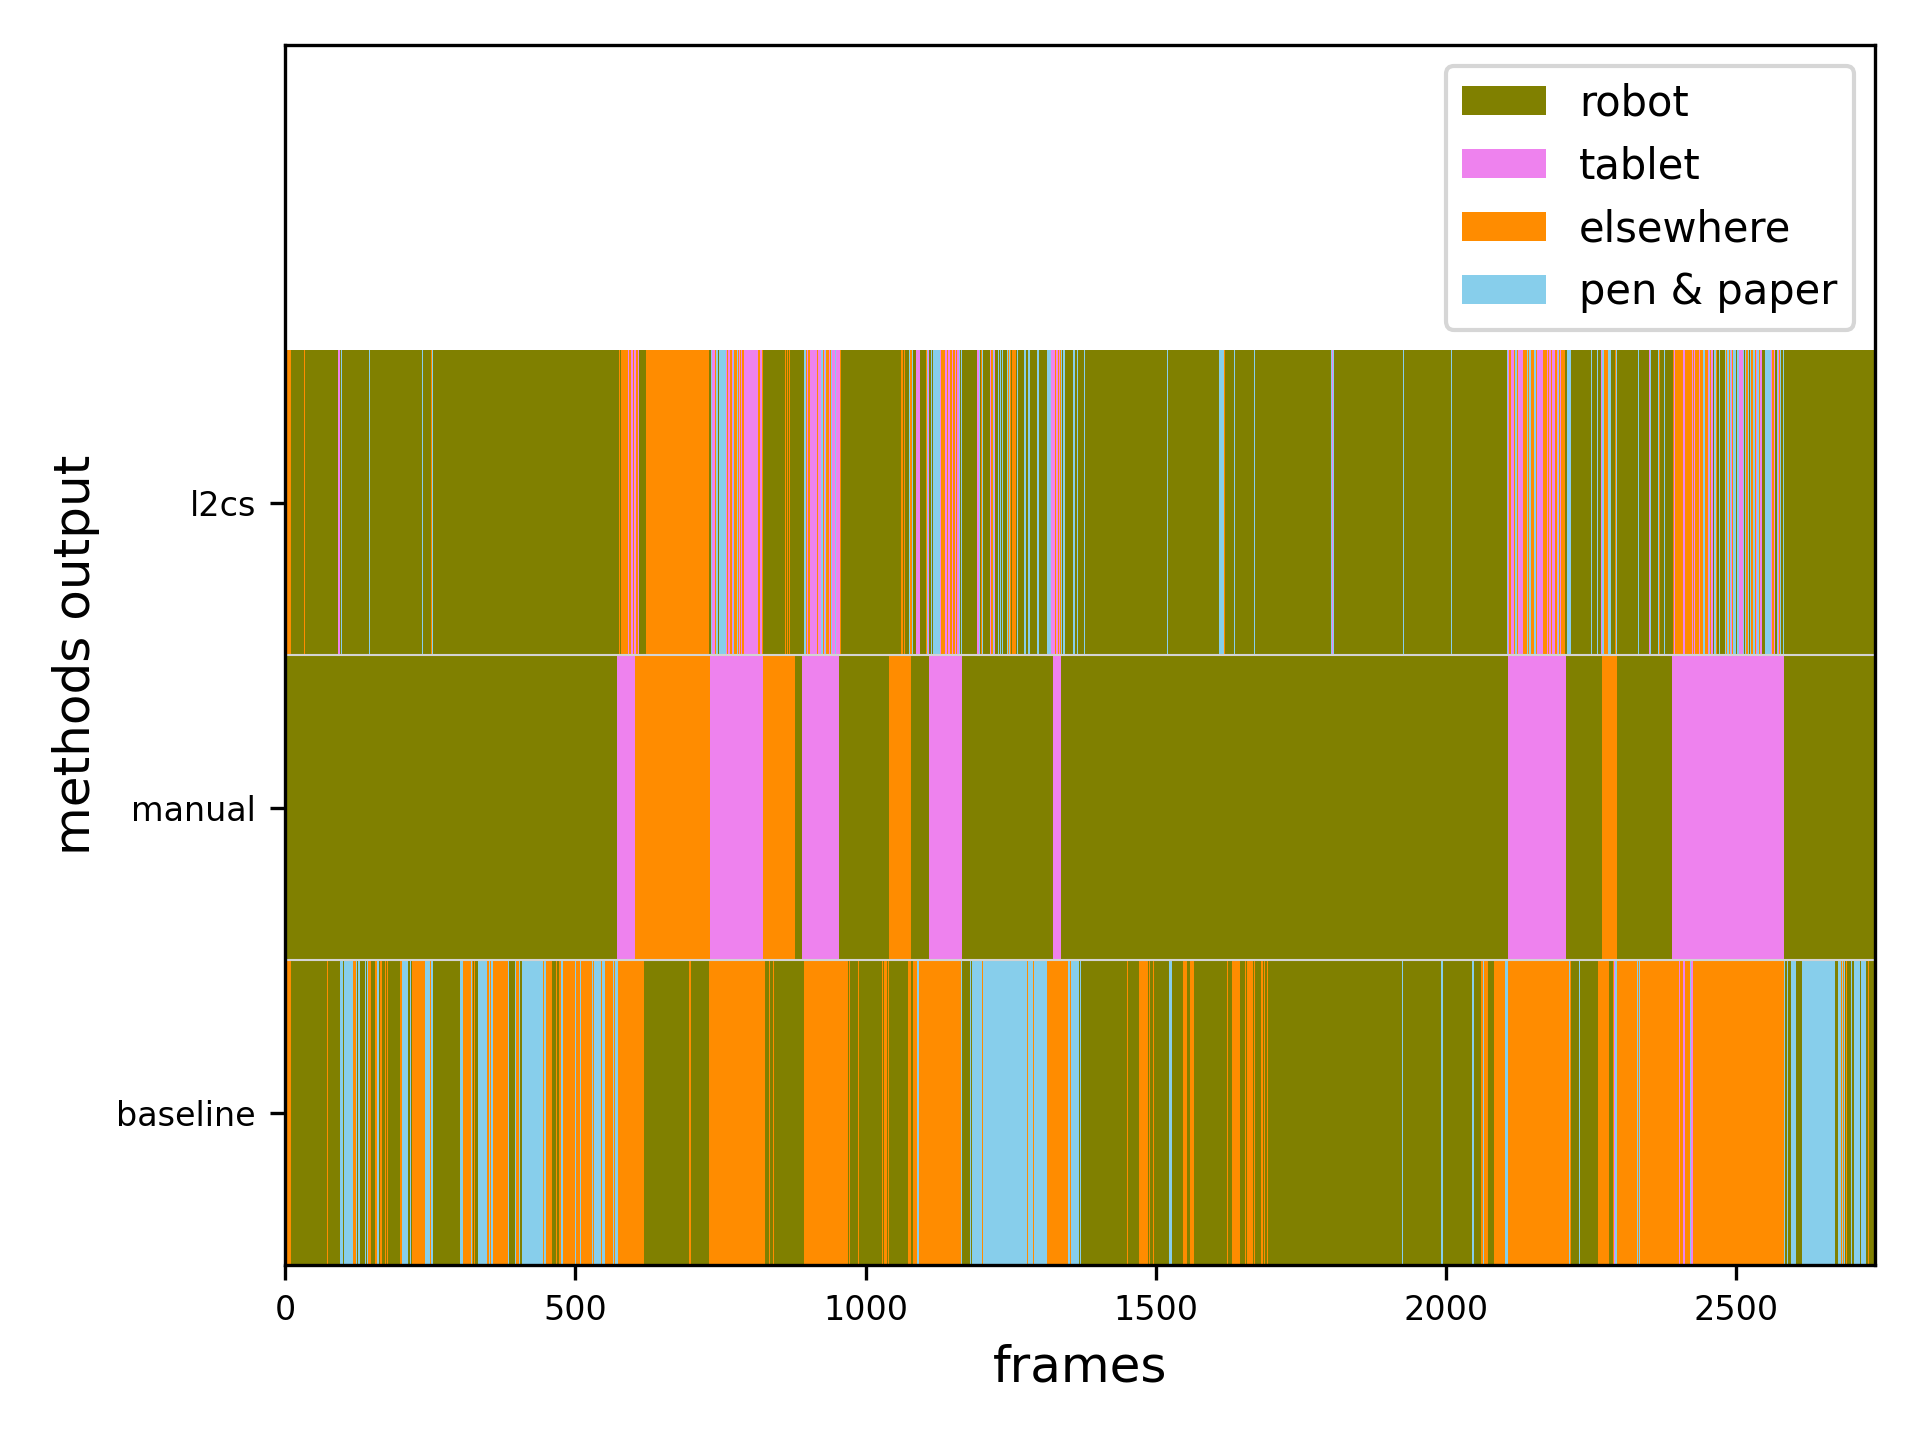 robot
tablet
elsewhere
pen & paper
methods output
l2cs
manual
baseline
0 500 1000 1500 2000 2500
frames